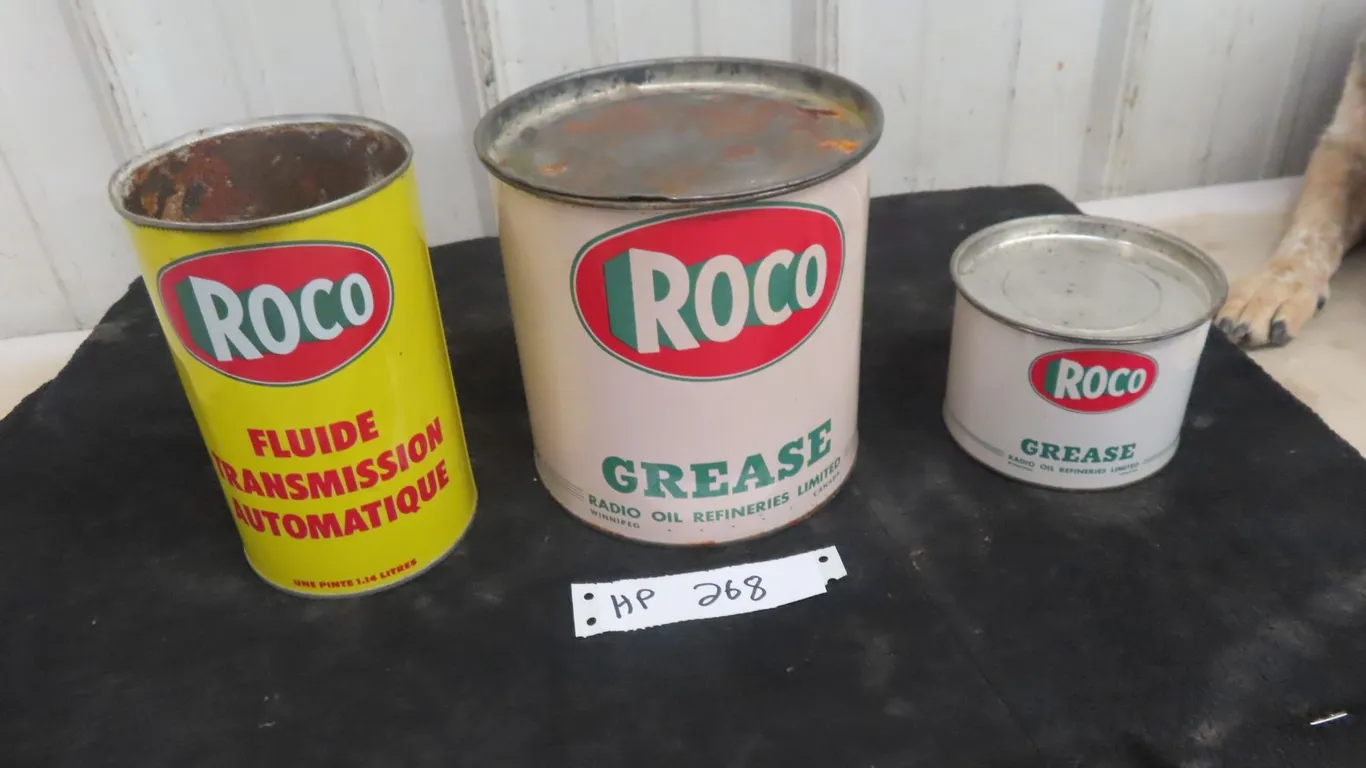 ROCO
FLUIDE
TRANSMISSION
AUTOMATIQUE
UNE PINTE 1.14 LITRES
ROCO
GREASE
RADIO OIL REFINERIES LIMITED
WINNIPEG CANADA
ROCO
GREASE
RADIO OIL REFINERIES LIMITED
HP 268